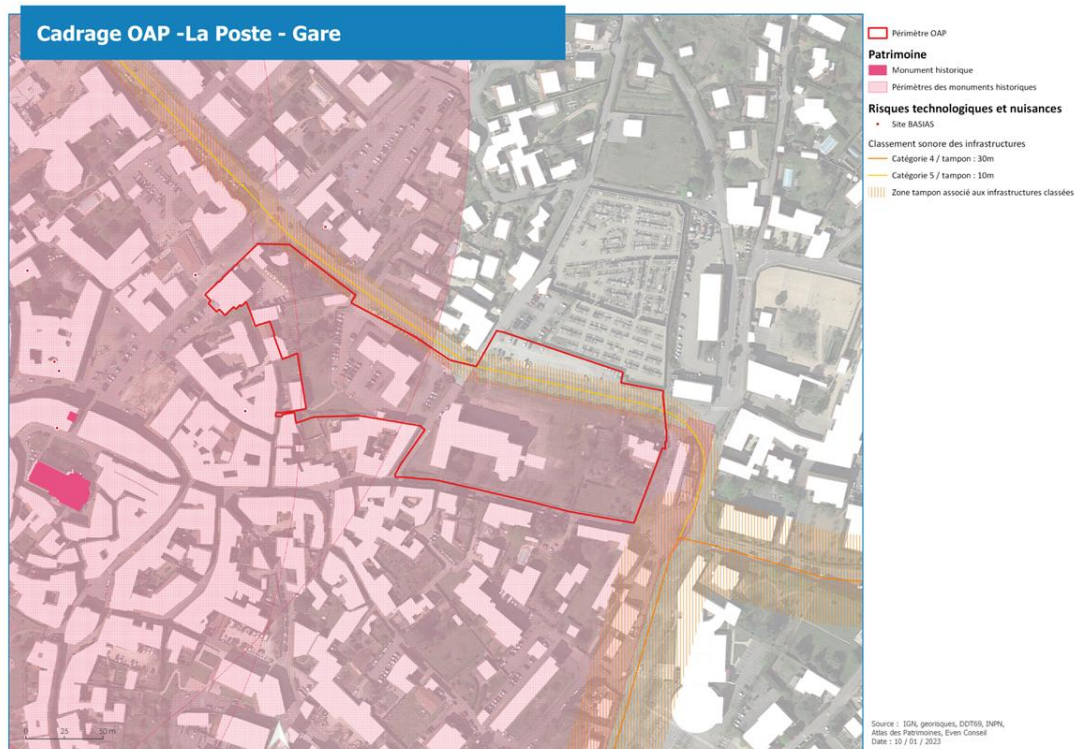 Cadrage OAP -La Poste - Gare
Périmètre OAP
Patrimoine
Monument historique
Périmètres des monuments historiques
Risques technologiques et nuisances
Site BASIAS
Classement sonore des infrastructures
Catégorie 4 / tampon : 30m
Catégorie 5 / tampon : 10m
Zone tampon associé aux infrastructures classées
0 25 50 m
Source : IGN, georisques, DDT69, INPN,
Atlas des Patrimoines, Even Conseil
Date : 10 / 01 / 2023